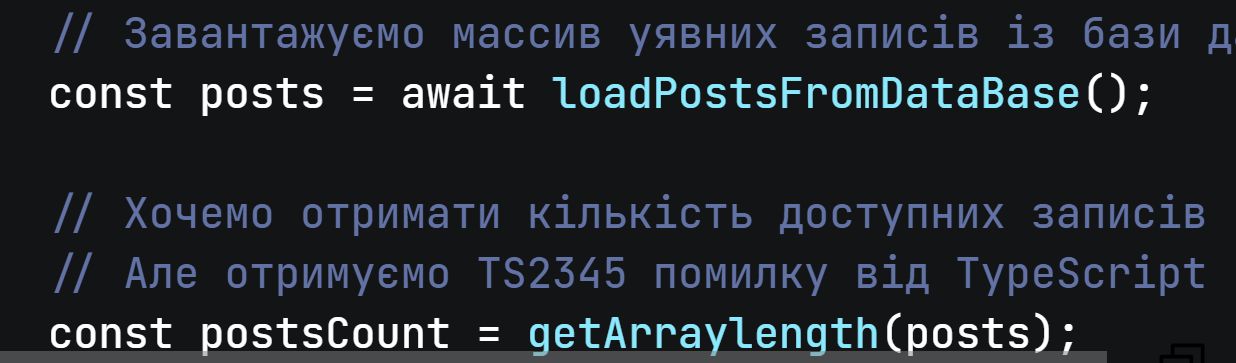 // Завантажуємо массив уявних записів із бази
const posts = await loadPostsFromDataBase();
// Хочемо отримати кількість доступних записів
// Але отримуємо TS2345 помилку від TypeScript
const postsCount = getArraylength(posts);